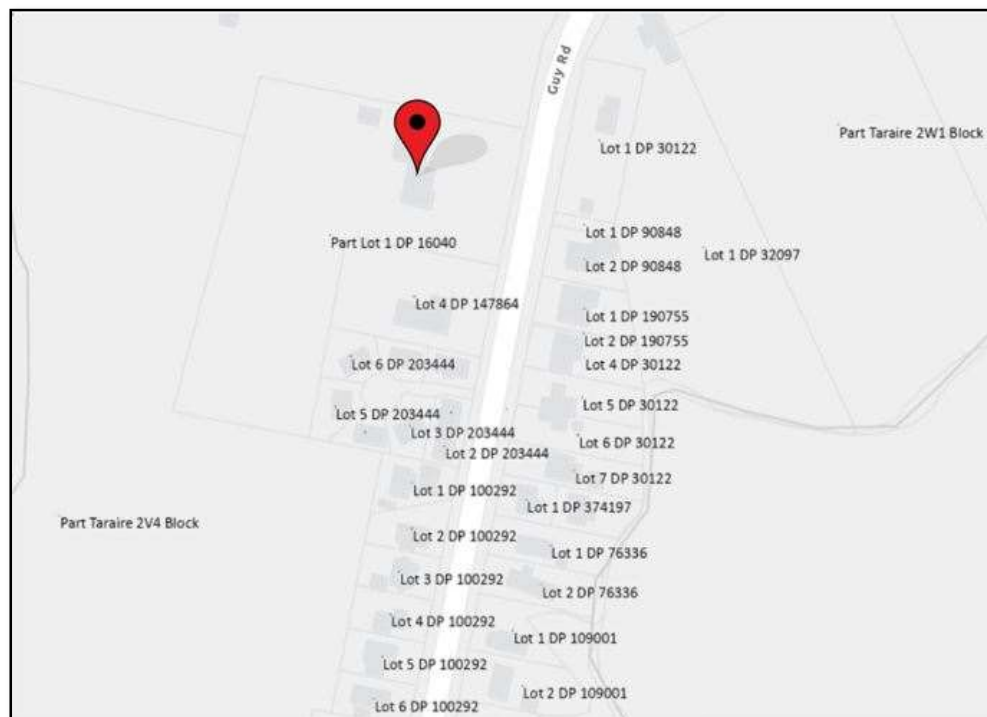 Guy Rd
Part Taraire 2W1 Block
Lot 1 DP 30122
Lot 1 DP 90848
Part Lot 1 DP 16040
Lot 1 DP 32097
Lot 2 DP 90848
Lot 4 DP 147864
Lot 1 DP 190755
Lot 2 DP 190755
Lot 6 DP 203444
Lot 4 DP 30122
Lot 5 DP 30122
Lot 5 DP 203444
Lot 3 DP 203444
Lot 6 DP 30122
Lot 2 DP 203444
Lot 7 DP 30122
Lot 1 DP 100292
Lot 1 DP 374197
Part Taraire 2V4 Block
Lot 2 DP 100292
Lot 1 DP 76336
Lot 3 DP 100292
Lot 2 DP 76336
Lot 4 DP 100292
Lot 1 DP 109001
Lot 5 DP 100292
Lot 2 DP 109001
Lot 6 DP 100292